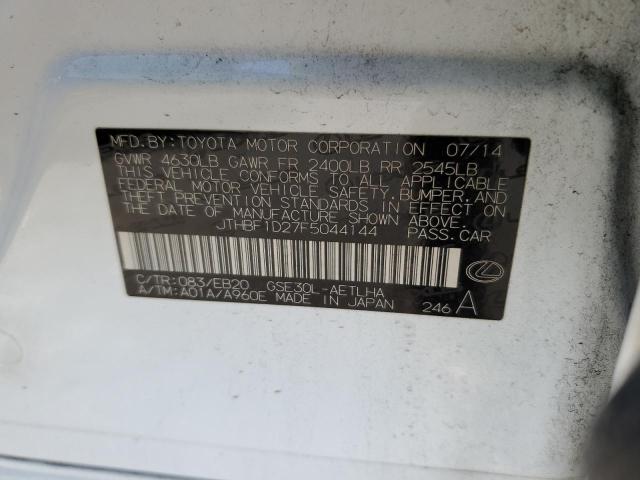 MFD.BY:TOYOTA MOTOR CORPORATION 07/14
GVWR 4630LB GAWR FR 2400LB RR 2545LB
THIS VEHICLE CONFORMS TO ALL APPLICABLE
FEDERAL MOTOR VEHICLE SAFETY,BUMPER,AND
THEFT PREVENTION STANDARDS IN EFFECT ON
THE DATE OF MANUFACTURE SHOWN ABOVE.
JTHBF1D27F5044144 PASS.CAR
C/TR:083/EB20 GSE30L-AETLHA
A/TM:A01A/A960E MADE IN JAPAN 246 A